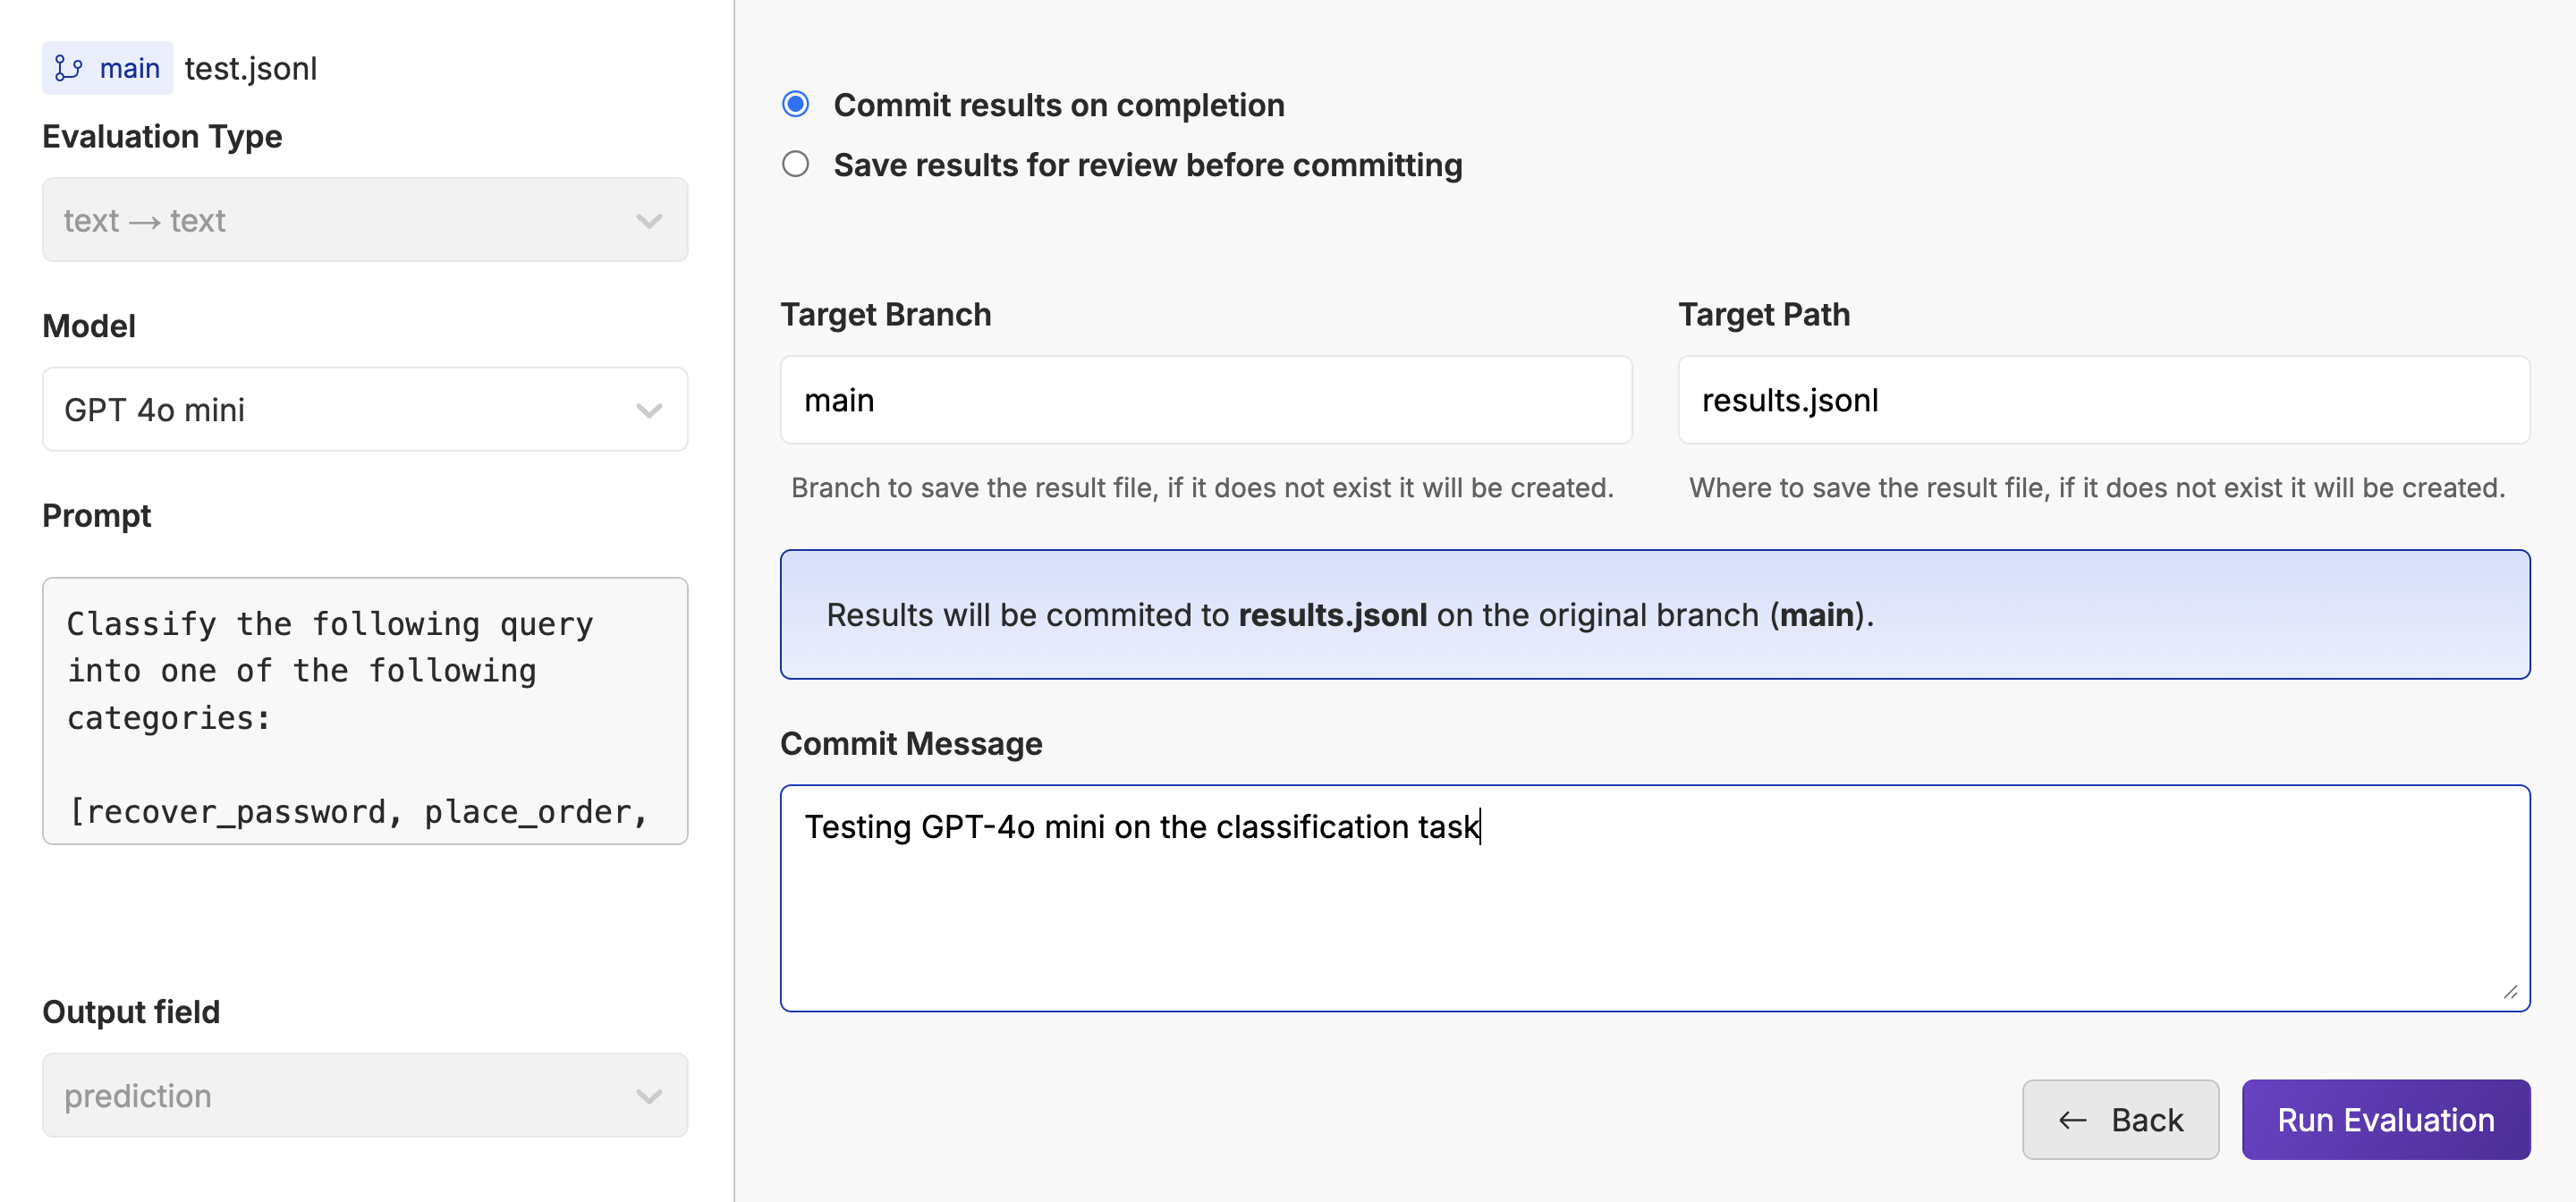 main test.jsonl
Evaluation Type
text → text
Model
GPT 4o mini
Prompt
Classify the following query
into one of the following
categories:
[recover_password, place_order,
Output field
prediction
Commit results on completion
Save results for review before committing
Target Branch
main
Branch to save the result file, if it does not exist it will be created.
Target Path
results.jsonl
Where to save the result file, if it does not exist it will be created.
Results will be commited to results.jsonl on the original branch (main).
Commit Message
Testing GPT-4o mini on the classification task
← Back
Run Evaluation